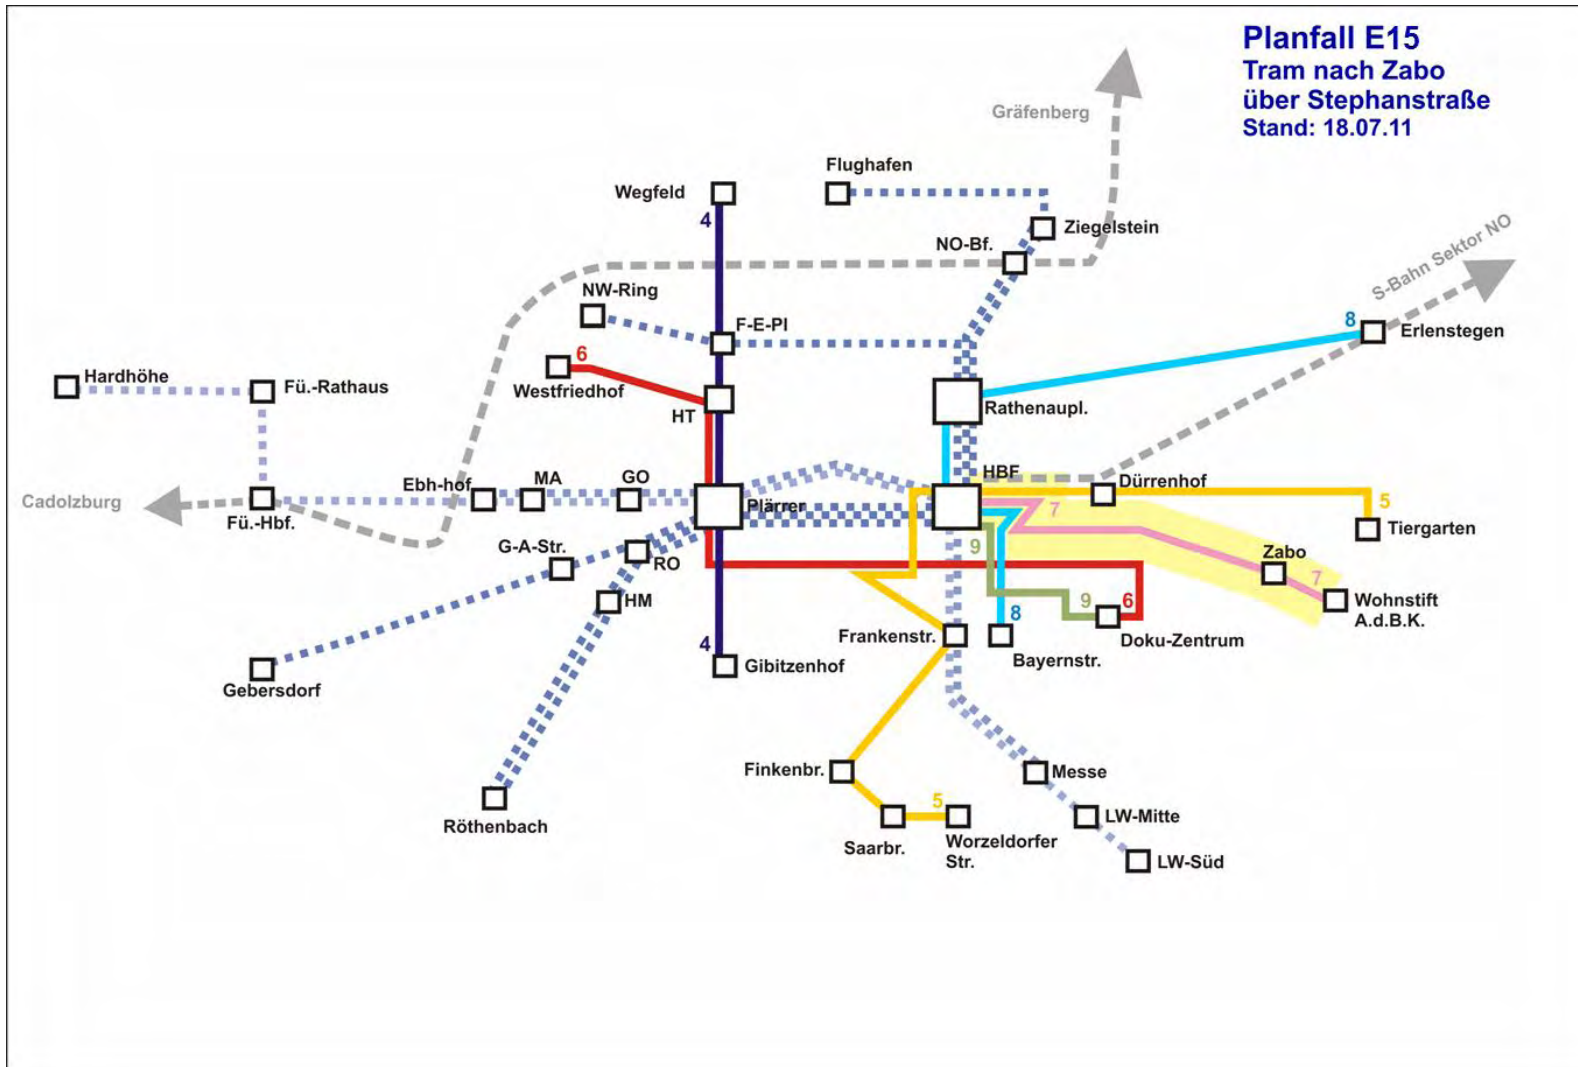 Planfall E15
Tram nach Zabo
über Stephanstraße
Stand: 18.07.11
Gräfenberg
Flughafen
Wegfeld
4
Ziegelstein
NO-Bf.
S-Bahn Sektor NO
NW-Ring
F-E-Pl
8
Erlenstegen
6
Westfriedhof
Hardhöhe
Fü.-Rathaus
HT
Rathenaupl.
HBF
Ebh-hof
MA
GO
Dürrenhof
Cadolzburg
Fü.-Hbf.
Plärrer
7
5
Tiergarten
G-A-Str.
RO
9
Zabo
7
HM
9
6
Wohnstift
A.d.B.K.
8
Frankenstr.
Doku-Zentrum
4
Bayernstr.
Gibitzenhof
Gebersdorf
Finkenbr.
Messe
5
Röthenbach
LW-Mitte
Saarbr.
Worzeldorfer
Str.
LW-Süd